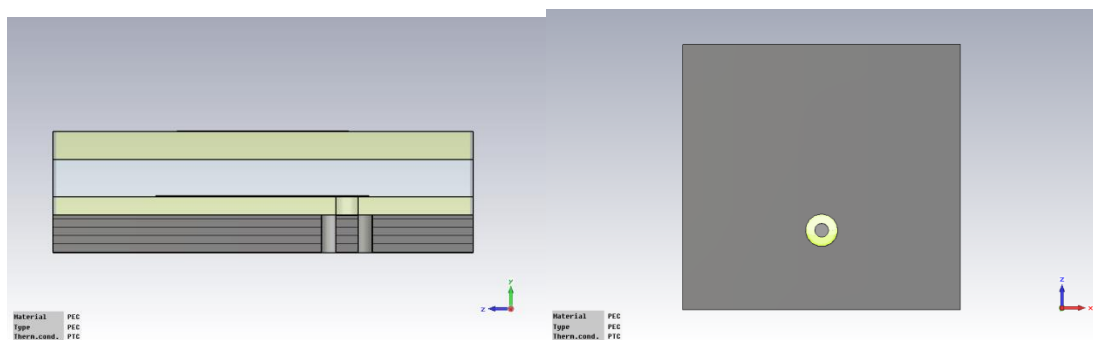 y
z
Material PEC
Type PEC
Therm.cond. PTC
z
x
Material PEC
Type PEC
Therm.cond. PTC